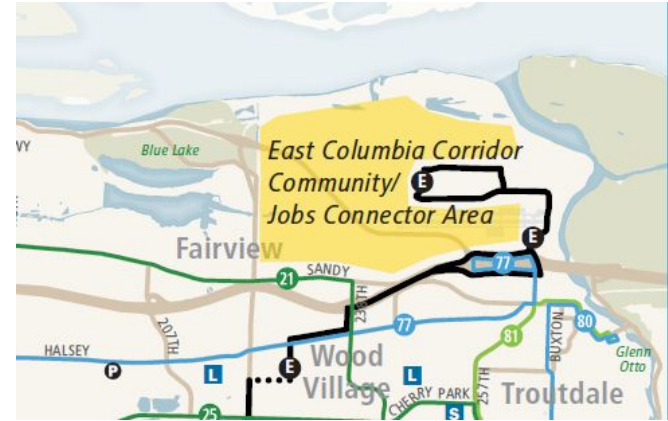 WY
Blue Lake
East Columbia Corridor
Community/
Jobs Connector Area
E
E
Fairview
SANDY
21
77
207TH
238TH
77
HALSEY
P
L
E
Wood
Village
L
CHERRY PARK
S
25
257TH
81
BUXTON
80
Glenn
Otto
Troutdale